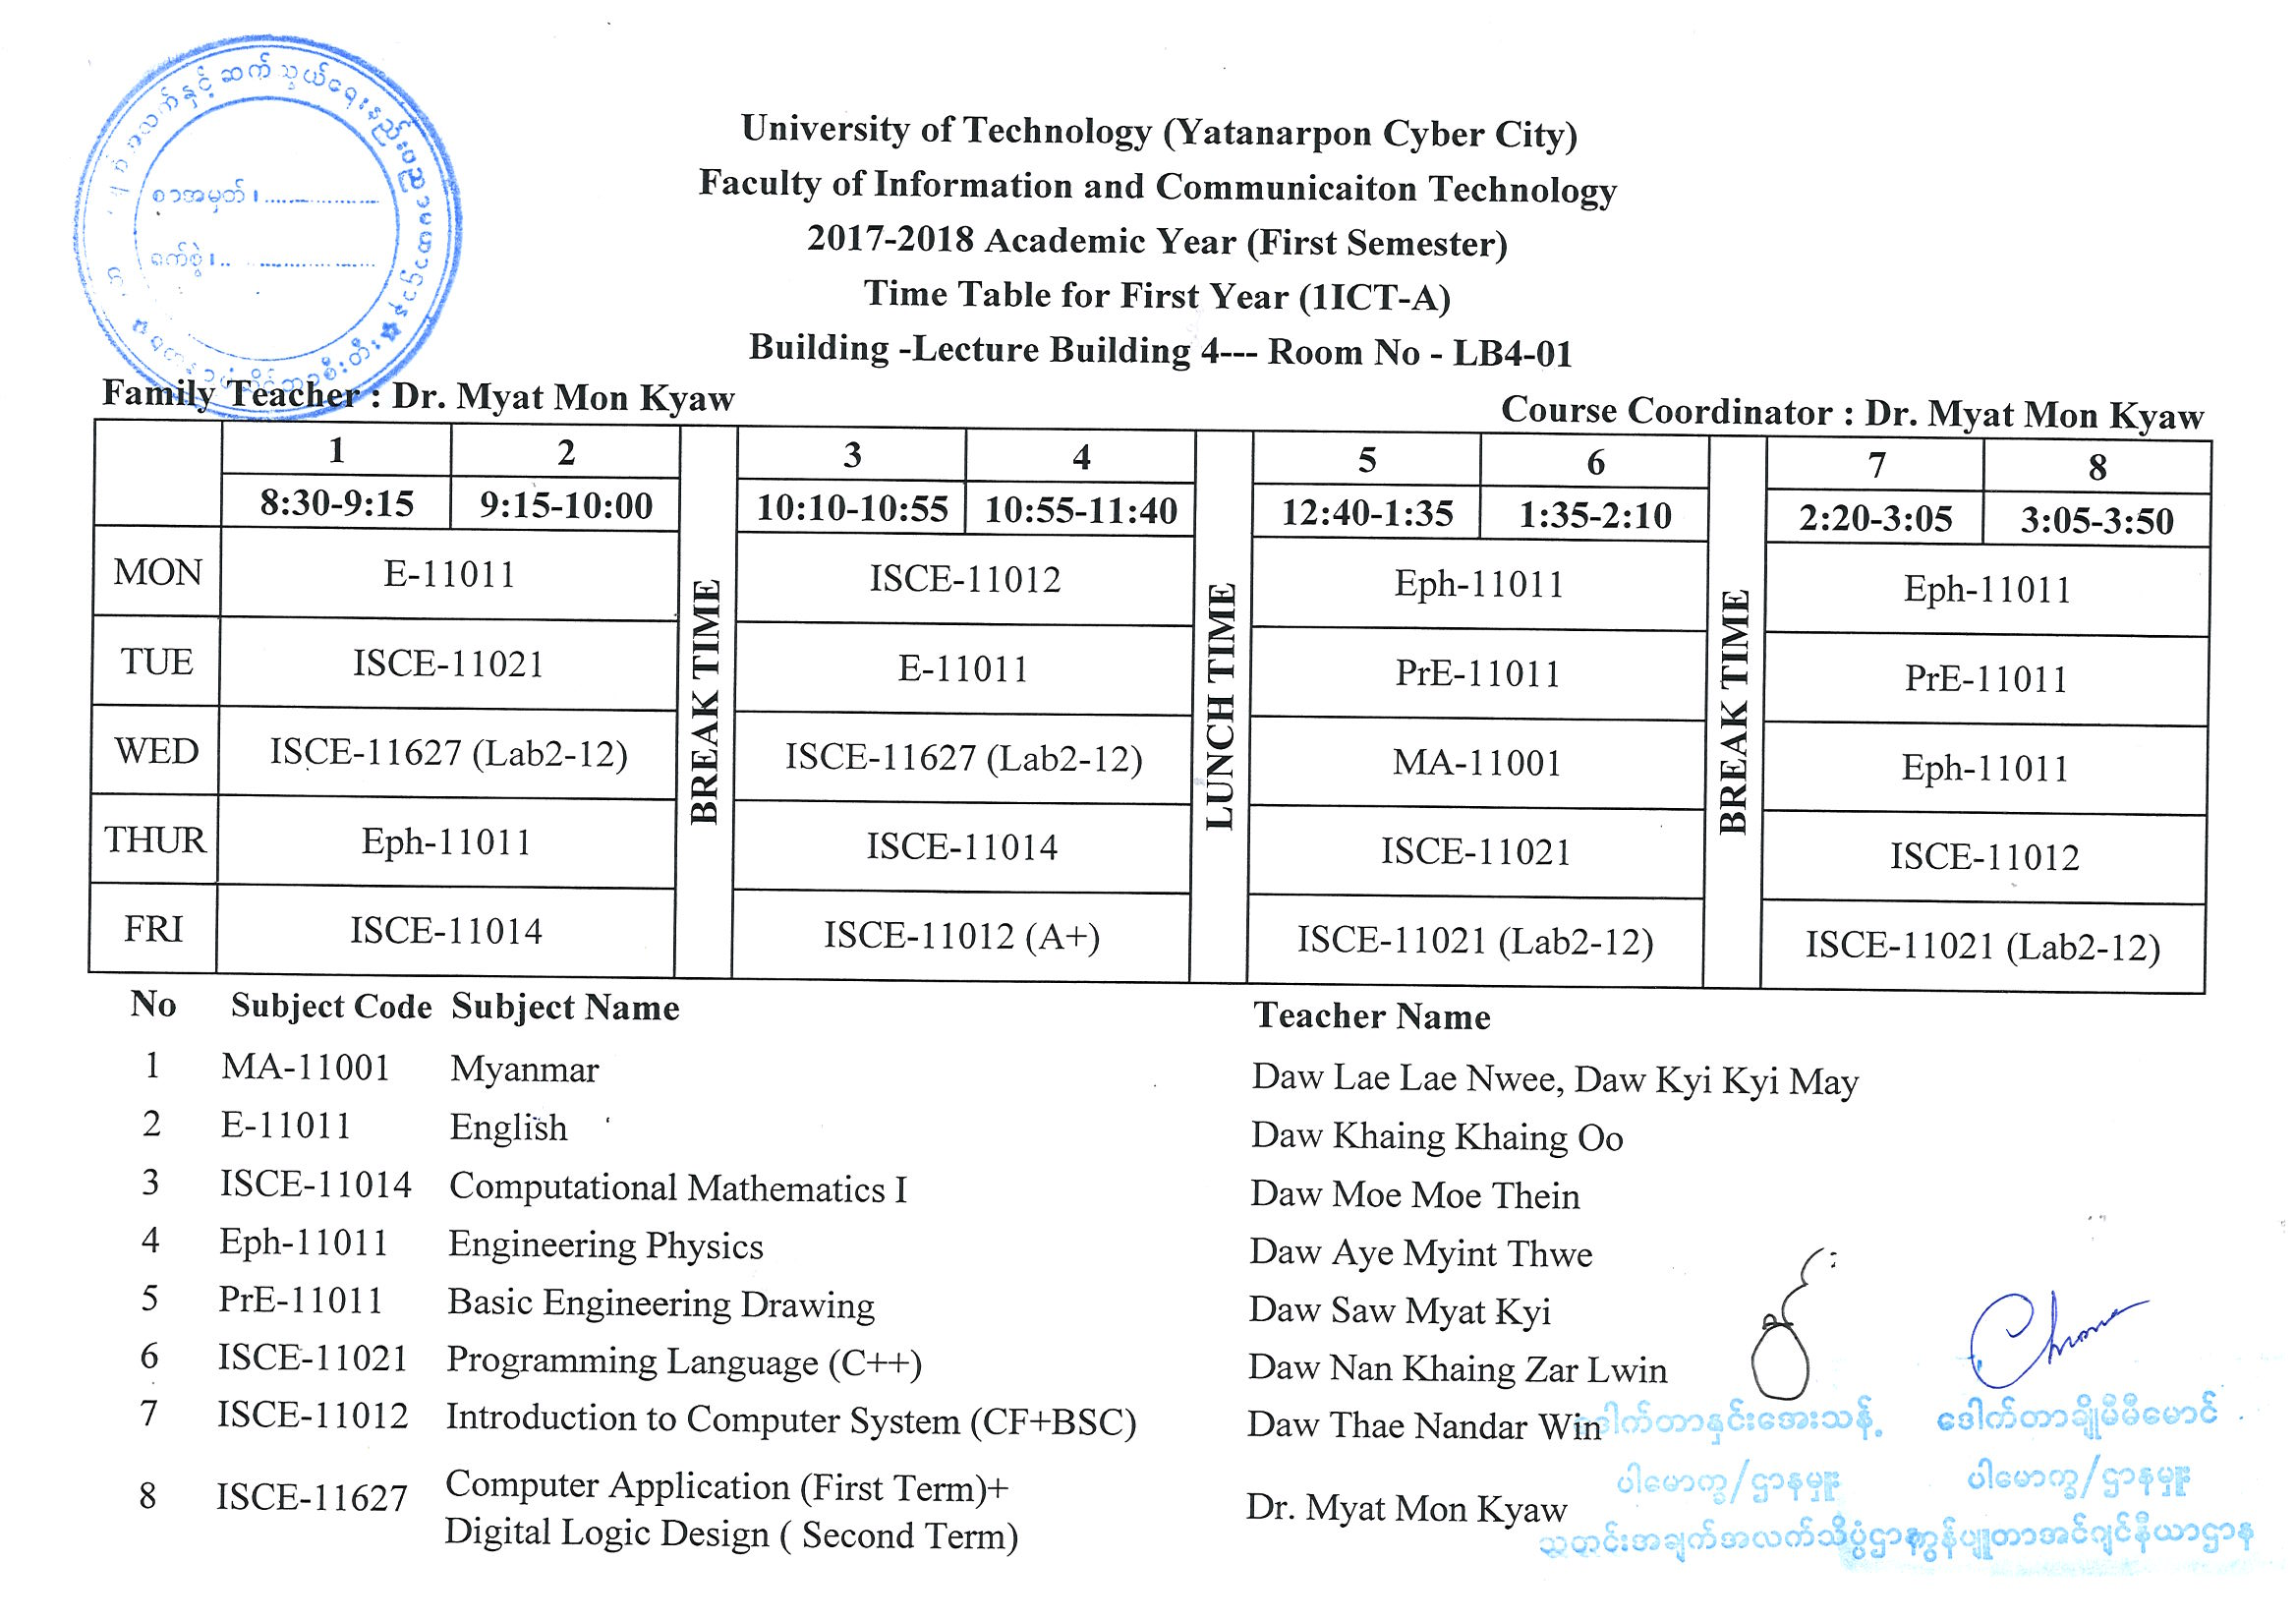 စာအမှတ်၊
ရက်စွဲ၊
University of Technology (Yatanarpon Cyber City)
Faculty of Information and Communicaiton Technology
2017-2018 Academic Year (First Semester)
Time Table for First Year (1ICT-A)
Building -Lecture Building 4--- Room No - LB4-01
Family Teacher : Dr. Myat Mon Kyaw
Course Coordinator : Dr. Myat Mon Kyaw
1 2 3 4 5 6 7 8
8:30-9:15 9:15-10:00 BREAK TIME 10:10-10:55 10:55-11:40 LUNCH TIME 12:40-1:35 1:35-2:10 BREAK TIME 2:20-3:05 3:05-3:50
MON E-11011 ISCE-11012 Eph-11011 Eph-11011
TUE ISCE-11021 E-11011 PrE-11011 PrE-11011
WED ISCE-11627 (Lab2-12) ISCE-11627 (Lab2-12) MA-11001 Eph-11011
THUR Eph-11011 ISCE-11014 ISCE-11021 ISCE-11012
FRI ISCE-11014 ISCE-11012 (A+) ISCE-11021 (Lab2-12) ISCE-11021 (Lab2-12)
No Subject Code Subject Name Teacher Name
1 MA-11001 Myanmar Daw Lae Lae Nwee, Daw Kyi Kyi May
2 E-11011 English Daw Khaing Khaing Oo
3 ISCE-11014 Computational Mathematics I Daw Moe Moe Thein
4 Eph-11011 Engineering Physics Daw Aye Myint Thwe
5 PrE-11011 Basic Engineering Drawing Daw Saw Myat Kyi
6 ISCE-11021 Programming Language (C++) Daw Nan Khaing Zar Lwin
7 ISCE-11012 Introduction to Computer System (CF+BSC) Daw Thae Nandar Win
8 ISCE-11627 Computer Application (First Term)+
Digital Logic Design ( Second Term) Dr. Myat Mon Kyaw
ဒေါက်တာနှင်းအေးသန့် ဒေါက်တာချိုမီမီမောင်
ပါမောက္ခ/ဌာနမှူး ပါမောက္ခ/ဌာနမှူး
သတင်းအချက်အလက်သိပ္ပံဌာန ကွန်ပျူတာအင်ဂျင်နီယာဌာန